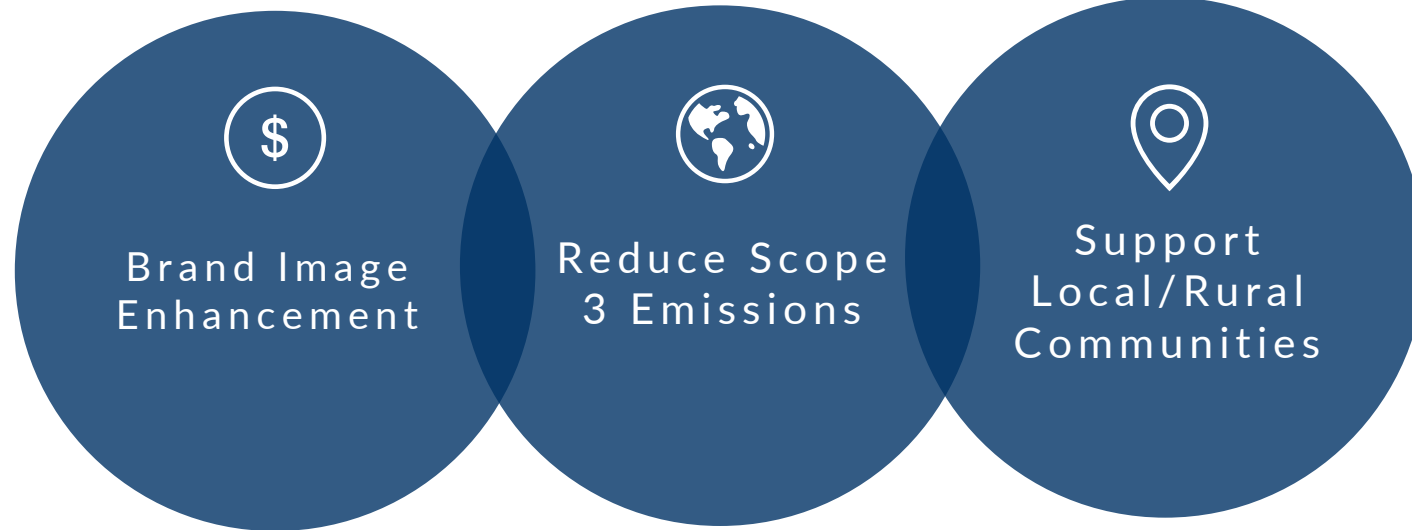 $
Brand Image
Enhancement
Reduce Scope
3 Emissions
Support
Local/Rural
Communities